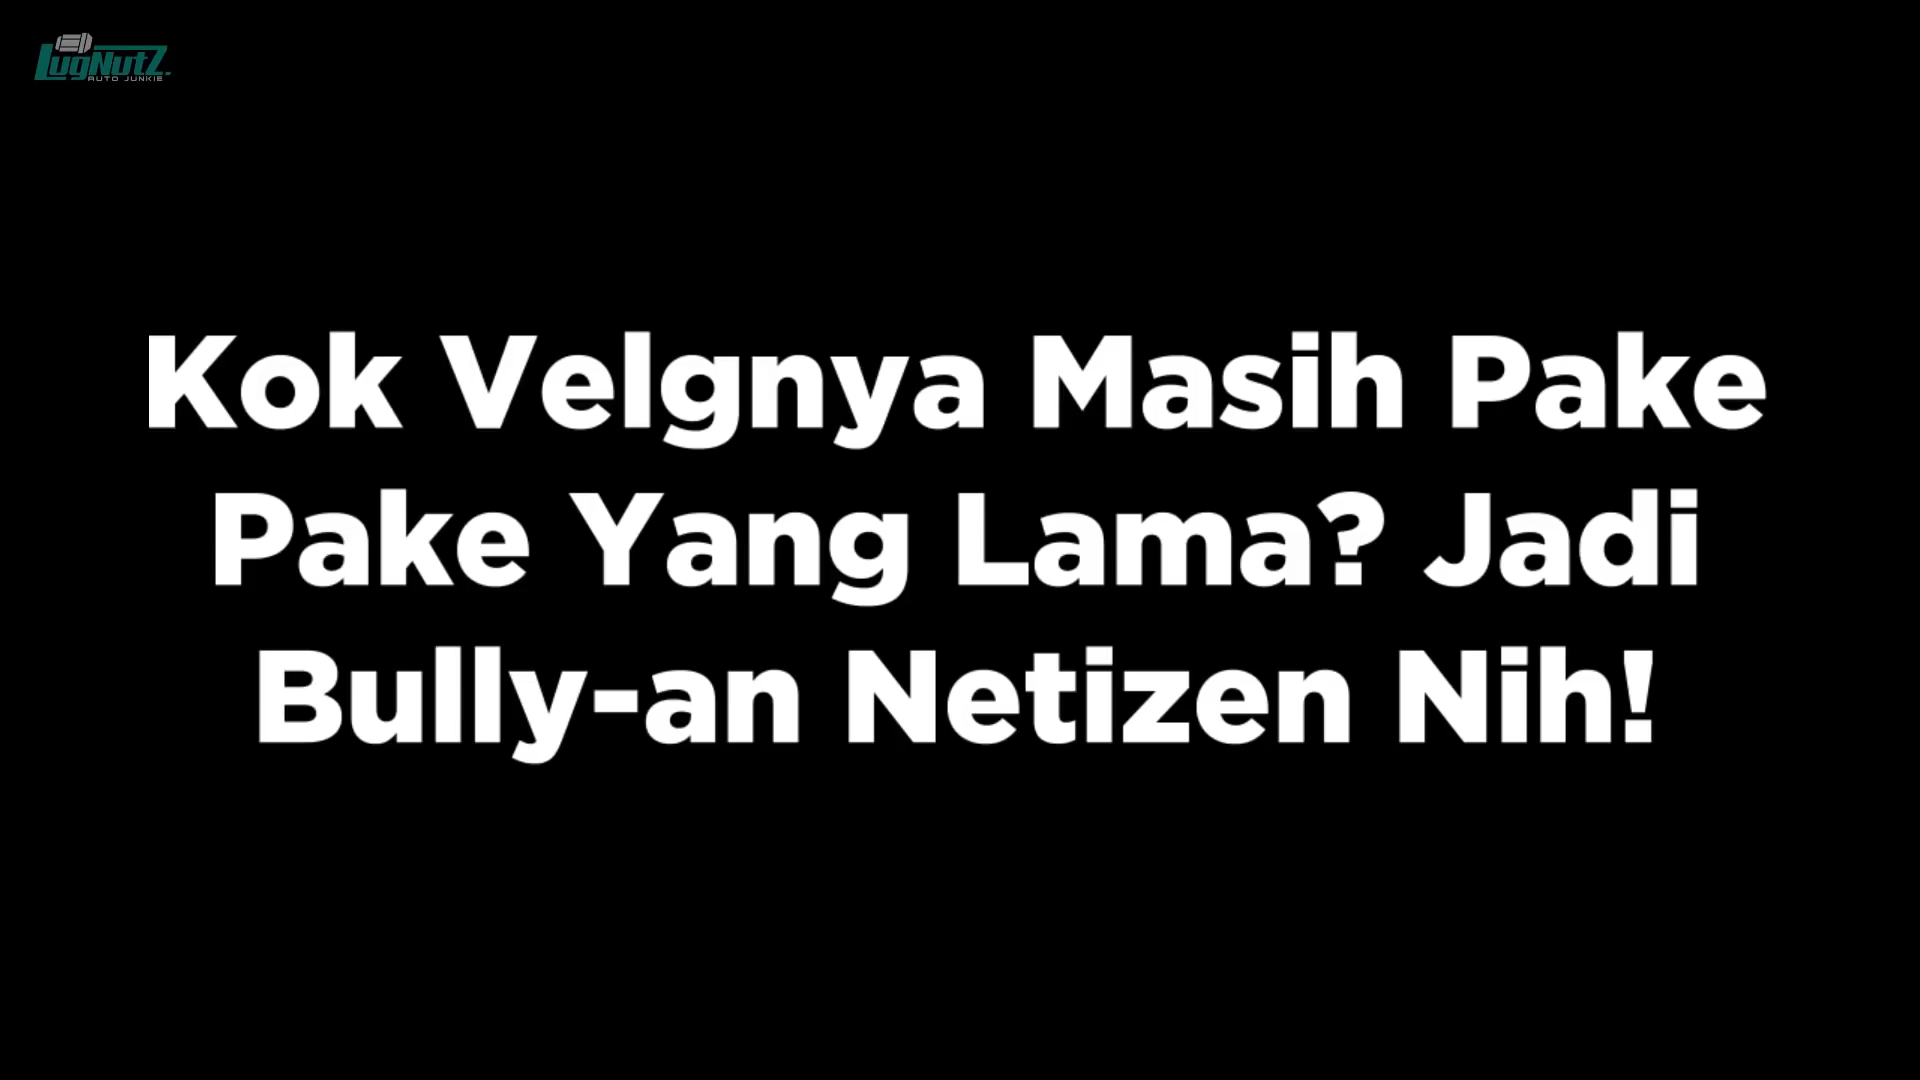 LugNutZ.
AUTO JUNKIE
Kok Velgnya Masih Pake
Pake Yang Lama? Jadi
Bully-an Netizen Nih!